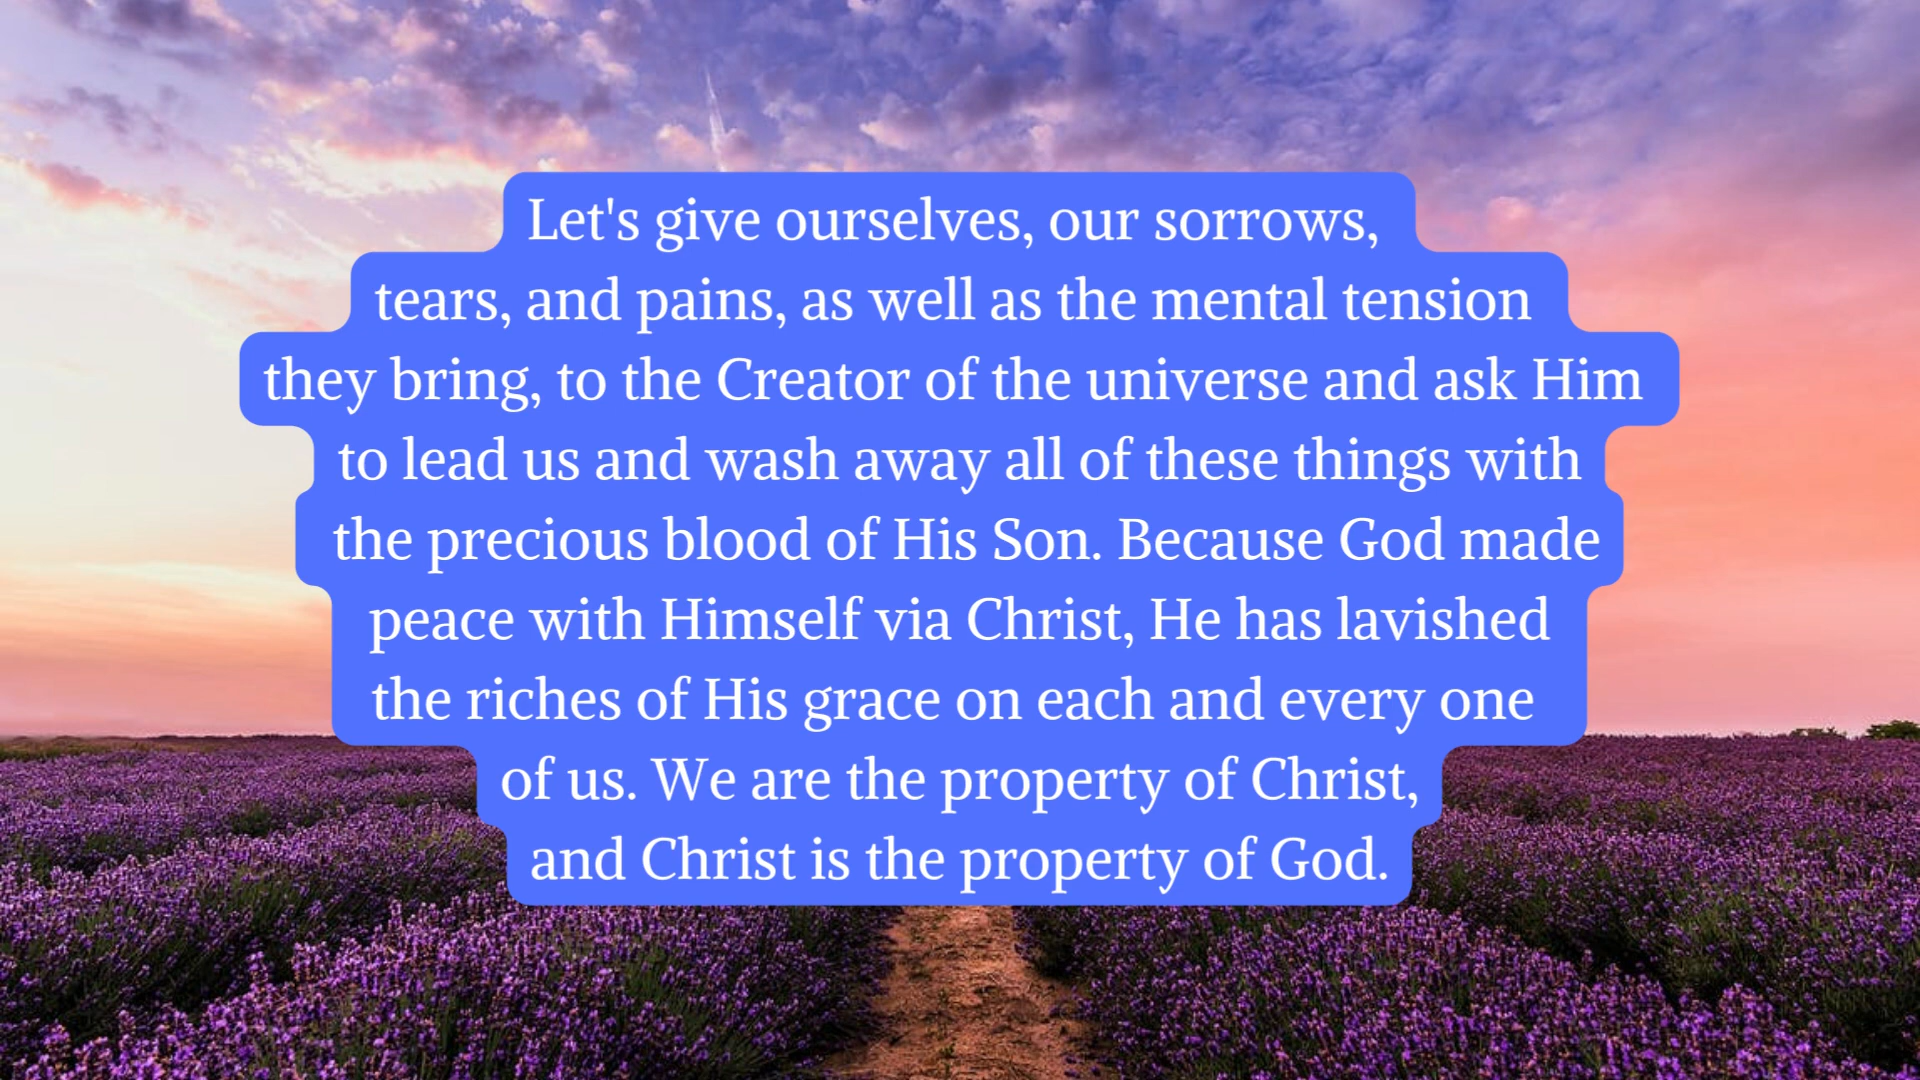 Let's give ourselves, our sorrows,
tears, and pains, as well as the mental tension
they bring, to the Creator of the universe and ask Him
to lead us and wash away all of these things with
the precious blood of His Son. Because God made
peace with Himself via Christ, He has lavished
the riches of His grace on each and every one
of us. We are the property of Christ,
and Christ is the property of God.